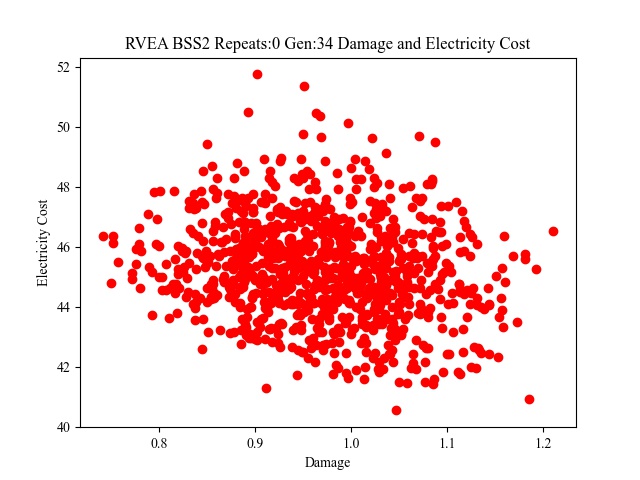 RVEA BSS2 Repeats:0 Gen:34 Damage and Electricity Cost
52
50
48
46
44
42
40
Electricity Cost
0.8 0.9 1.0 1.1 1.2
Damage